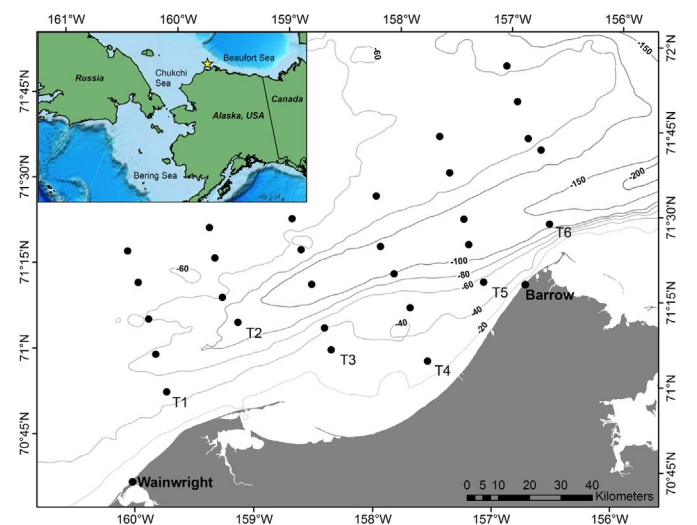 161°W 160°W 159°W 158°W 157°W 156°W
72°N
71°45'N
71°30'N
71°15'N
71°N
70°45'N
Russia
Chukchi
Sea
Beaufort Sea
Canada
Alaska, USA
Bering Sea
-60
-150
71°45'N
-150
-200
71°30'N
T6
-60
-100
-80
-60
T5
Barrow
71°15'N
T2
-40
-40
-20
T3
T4
T1
71°N
Wainwright
70°45'N
0 5 10 20 30 40
Kilometers
160°W 159°W 158°W 157°W 156°W